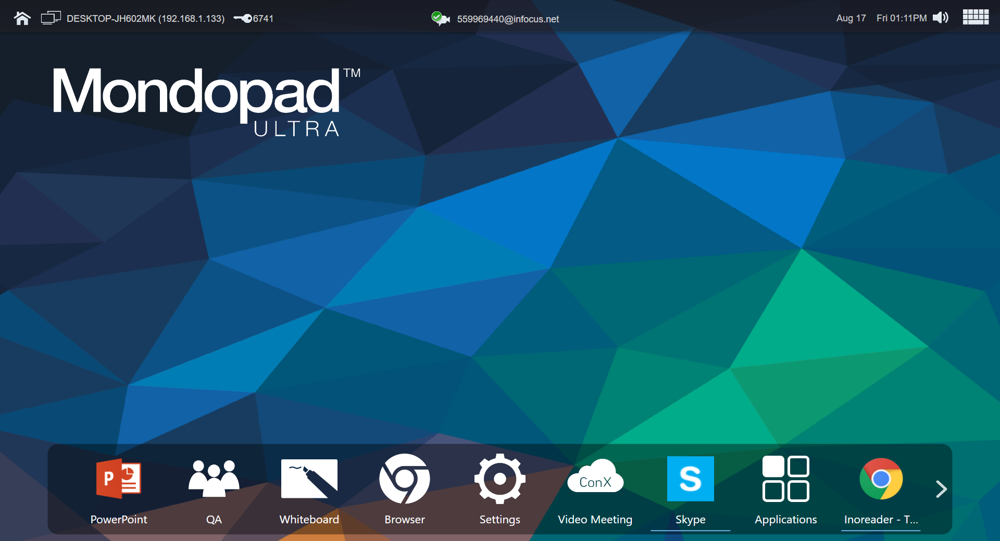 DESKTOP-JH602MK (192.168.1.133) 6741
559969440@infocus.net
Aug 17 Fri 01:11PM
Mondopad™
ULTRA
P
ConX
S
PowerPoint
QA
Whiteboard
Browser
Settings
Video Meeting
Skype
Applications
Inoreader - T...